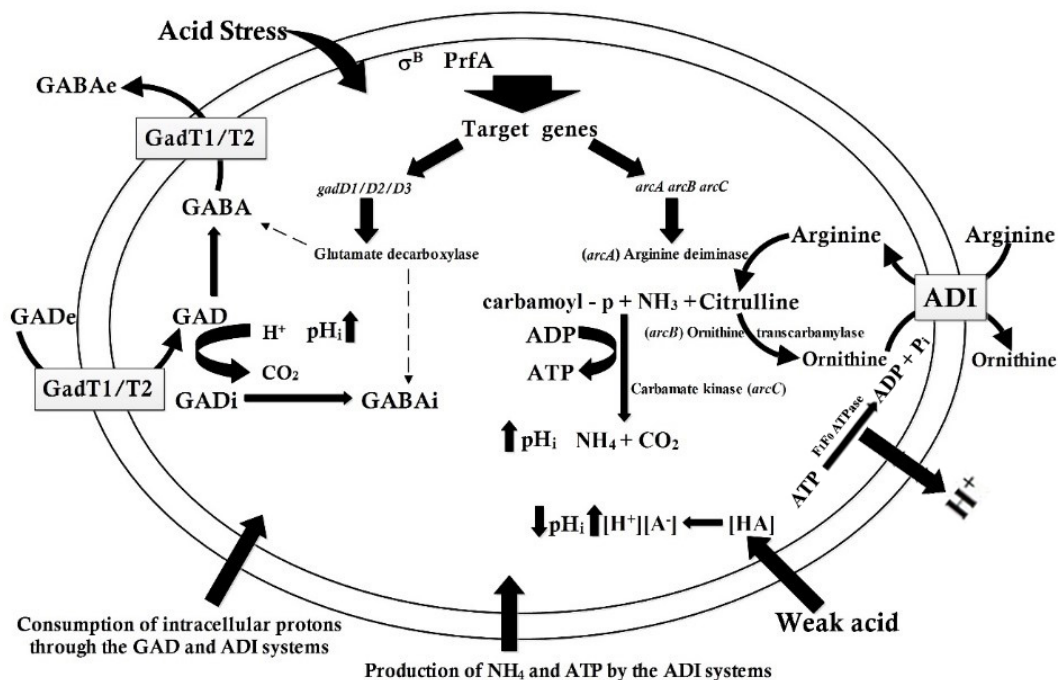 Acid Stress
σᴮ PrfA
GABAe
GadT1/T2
Target genes
gadD1/D2/D3
arcA arcB arcC
GABA
Glutamate decarboxylase
(arcA) Arginine deiminase
Arginine
Arginine
ADI
carbamoyl - p + NH₃ + Citrulline
GADe
GAD
H⁺
pHᵢ
ADP
(arcB) Ornithine transcarbamylase
Ornithine
Ornithine
CO₂
ATP
GadT1/T2
GADi
GABAi
Carbamate kinase (arcC)
ADP + Pᵢ
F₁F₀ ATPase
ATP
H⁺
pHᵢ NH₄ + CO₂
pHᵢ [H⁺][A⁻] [HA]
Weak acid
Consumption of intracellular protons
through the GAD and ADI systems
Production of NH₄ and ATP by the ADI systems